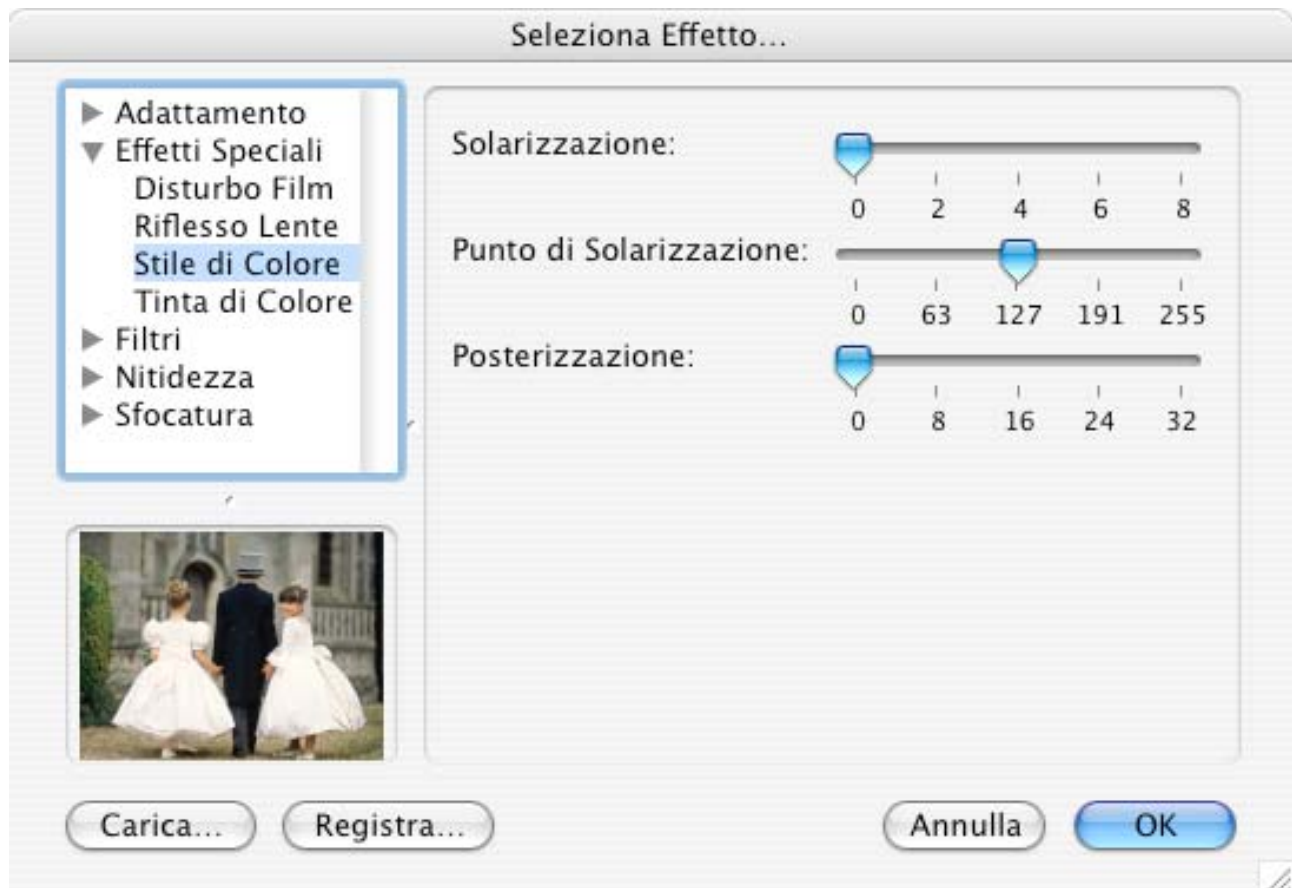 Seleziona Effetto...
Adattamento
Effetti Speciali
Disturbo Film
Riflesso Lente
Stile di Colore
Tinta di Colore
Filtri
Nitidezza
Sfocatura
Solarizzazione:
0 2 4 6 8
Punto di Solarizzazione:
0 63 127 191 255
Posterizzazione:
0 8 16 24 32
Carica... Registra... Annulla OK